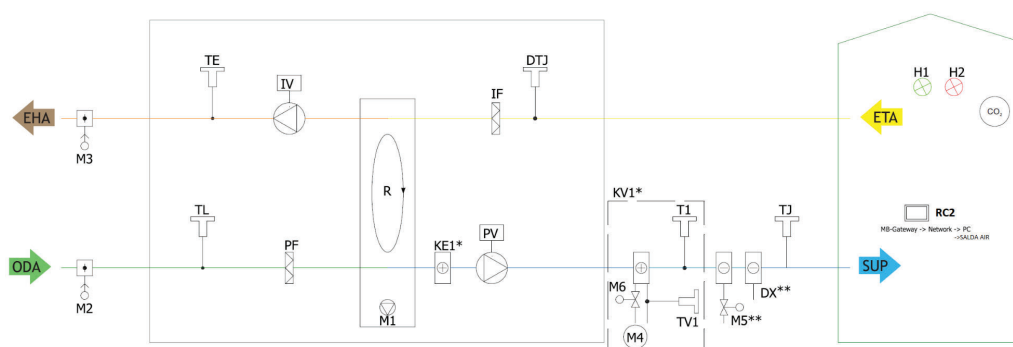 TE
DTJ
IV
IF
H1
H2
EHA
ETA
CO₂
M3
R
KV1*
TL
T1
TJ
RC2
PF
KE1*
PV
MB-Gateway -> Network -> PC
->SALDA AIR
ODA
SUP
M6
DX**
M2
M1
TV1
M5**
M4